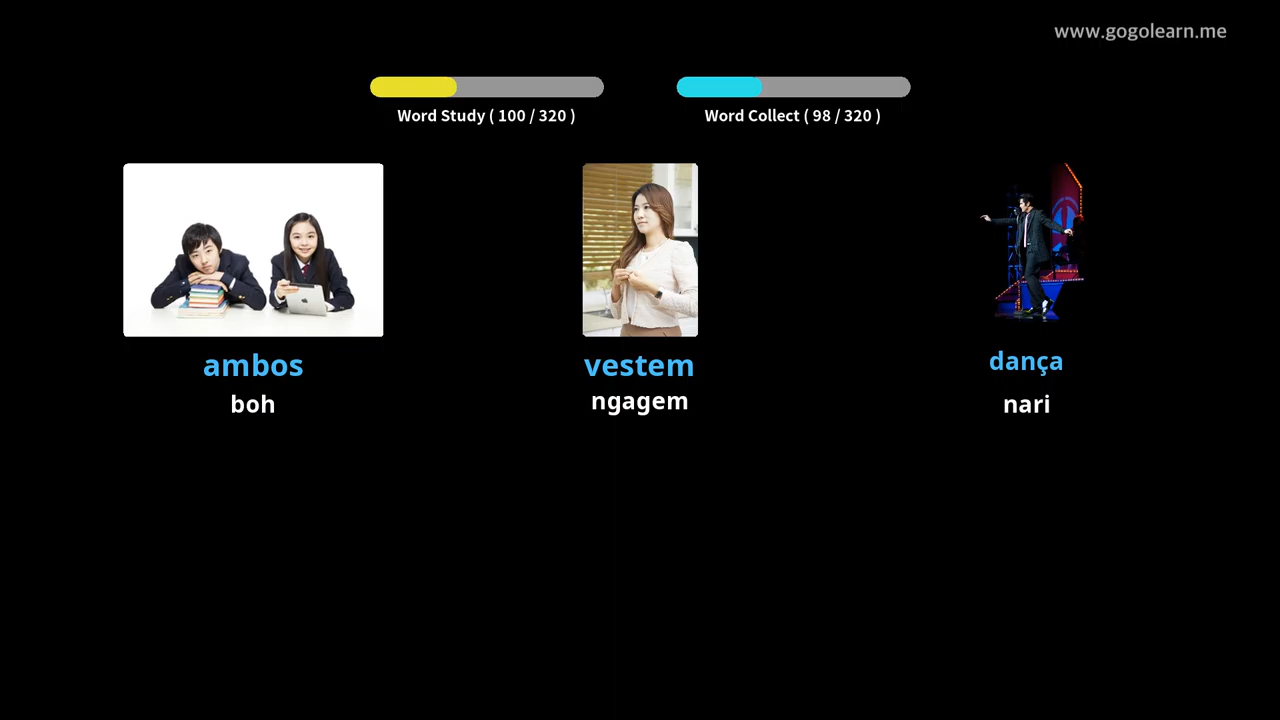 www.gogolearn.me
Word Study ( 100 / 320 )
Word Collect ( 98 / 320 )
ambos
vestem
dança
boh
ngagem
nari